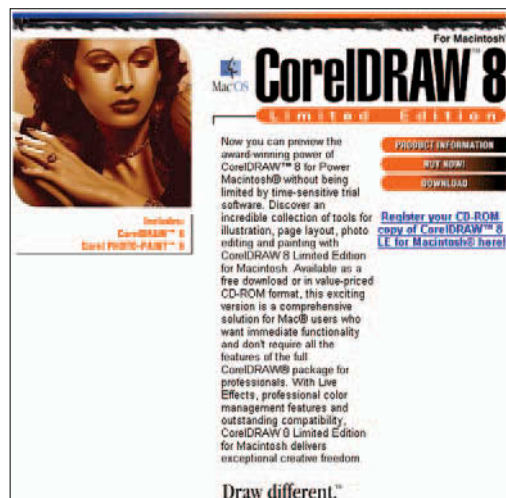 For Macintosh®
Mac OS
CorelDRAW™ 8
Limited Edition
Includes:
CorelDRAW™ 8
Corel PHOTO-PAINT™ 8
Now you can preview the
award-winning power of
CorelDRAW™ 8 for Power
Macintosh® without being
limited by time-sensitive trial
software. Discover an
incredible collection of tools for
illustration, page layout, photo
editing and painting with
CorelDRAW 8 Limited Edition
for Macintosh. Available as a
free download or in value-priced
CD-ROM format, this exciting
version is a comprehensive
solution for Mac® users who
want immediate functionality
and don't require all the
features of the full
CorelDRAW® package for
professionals. With Live
Effects, professional color
management features and
outstanding compatibility,
CorelDRAW 8 Limited Edition
for Macintosh delivers
exceptional creative freedom.
Draw different.™
PRODUCT INFORMATION
BUY NOW!
DOWNLOAD
Register your CD-ROM
copy of CorelDRAW™ 8
LE for Macintosh® here!